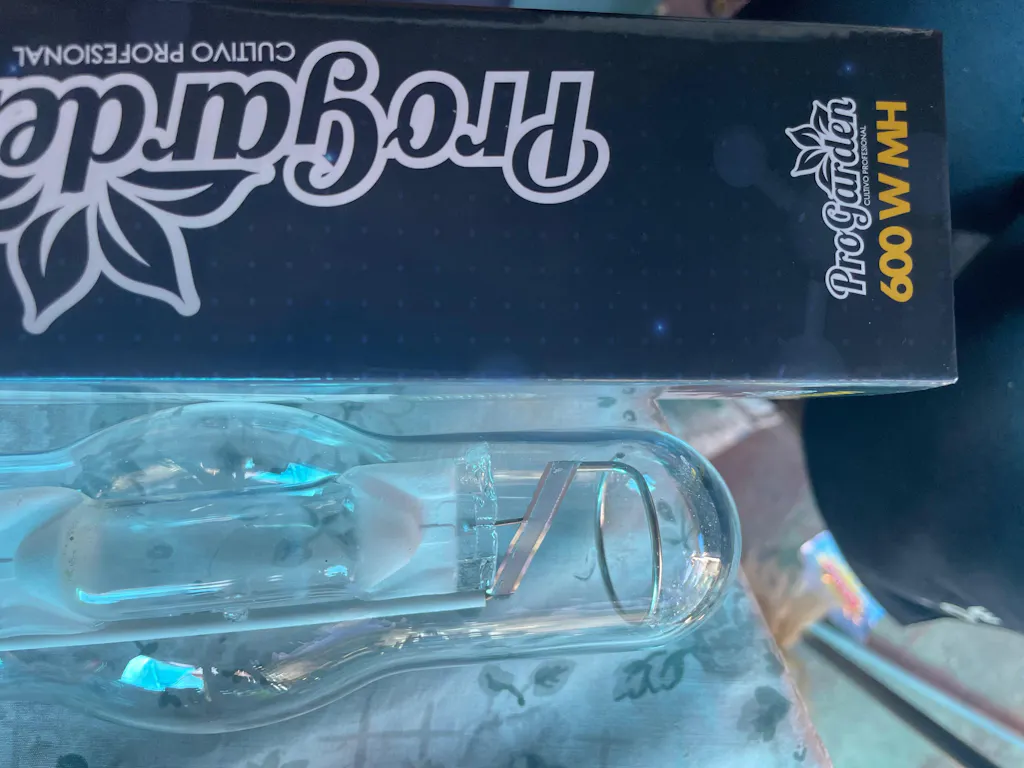 ProGarde
CULTIVO PROFESIONAL
ProGarden
CULTIVO PROFESIONAL
600 W MH